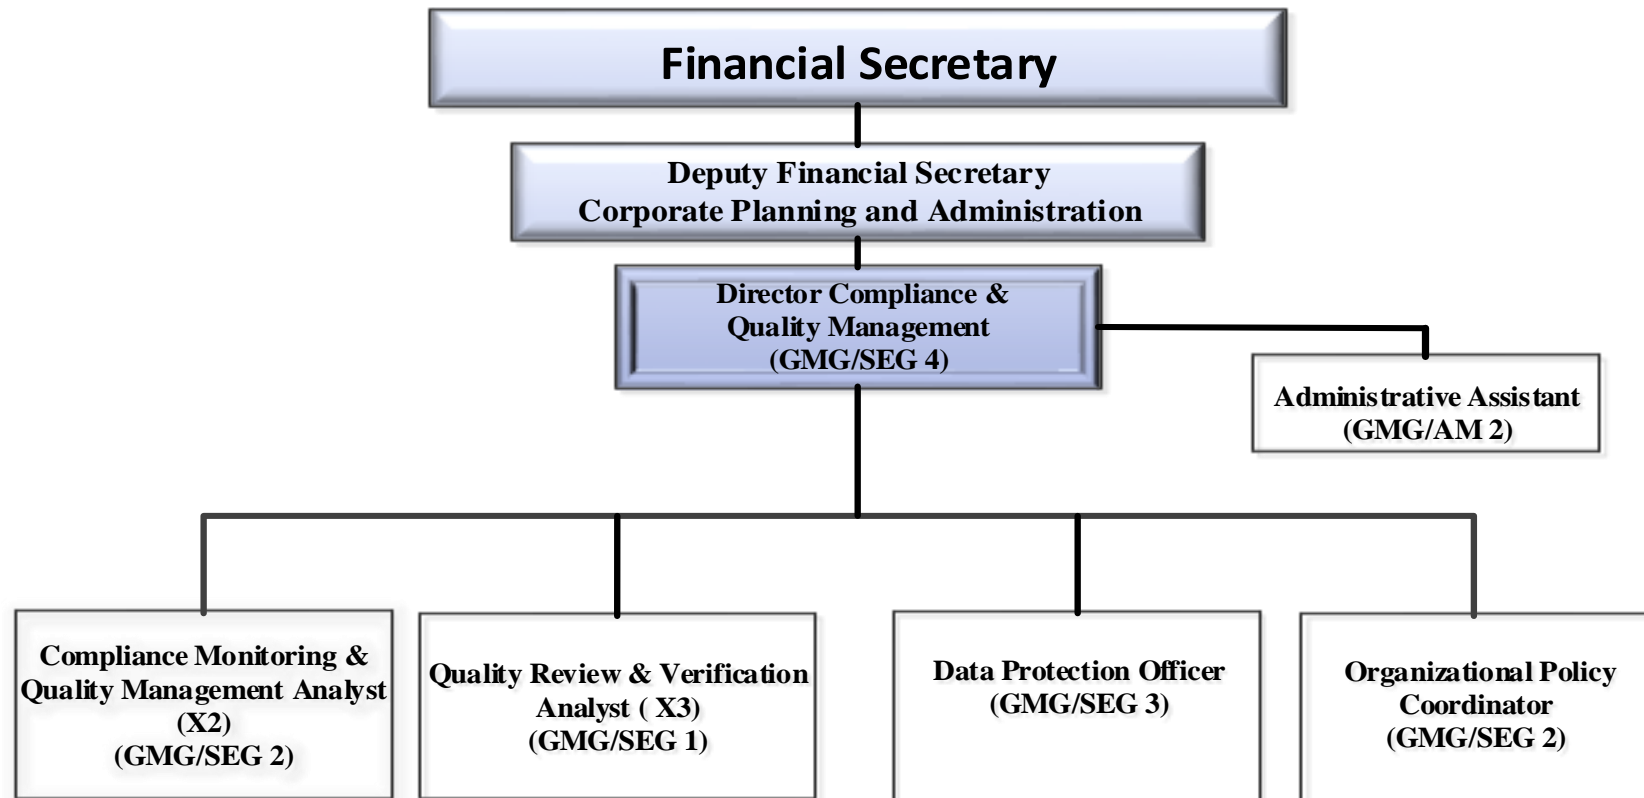 Financial Secretary
Deputy Financial Secretary
Corporate Planning and Administration
Director Compliance &
Quality Management
(GMG/SEG 4)
Administrative Assistant
(GMG/AM 2)
Compliance Monitoring &
Quality Management Analyst
(X2)
(GMG/SEG 2)
Quality Review & Verification
Analyst ( X3)
(GMG/SEG 1)
Data Protection Officer
(GMG/SEG 3)
Organizational Policy
Coordinator
(GMG/SEG 2)